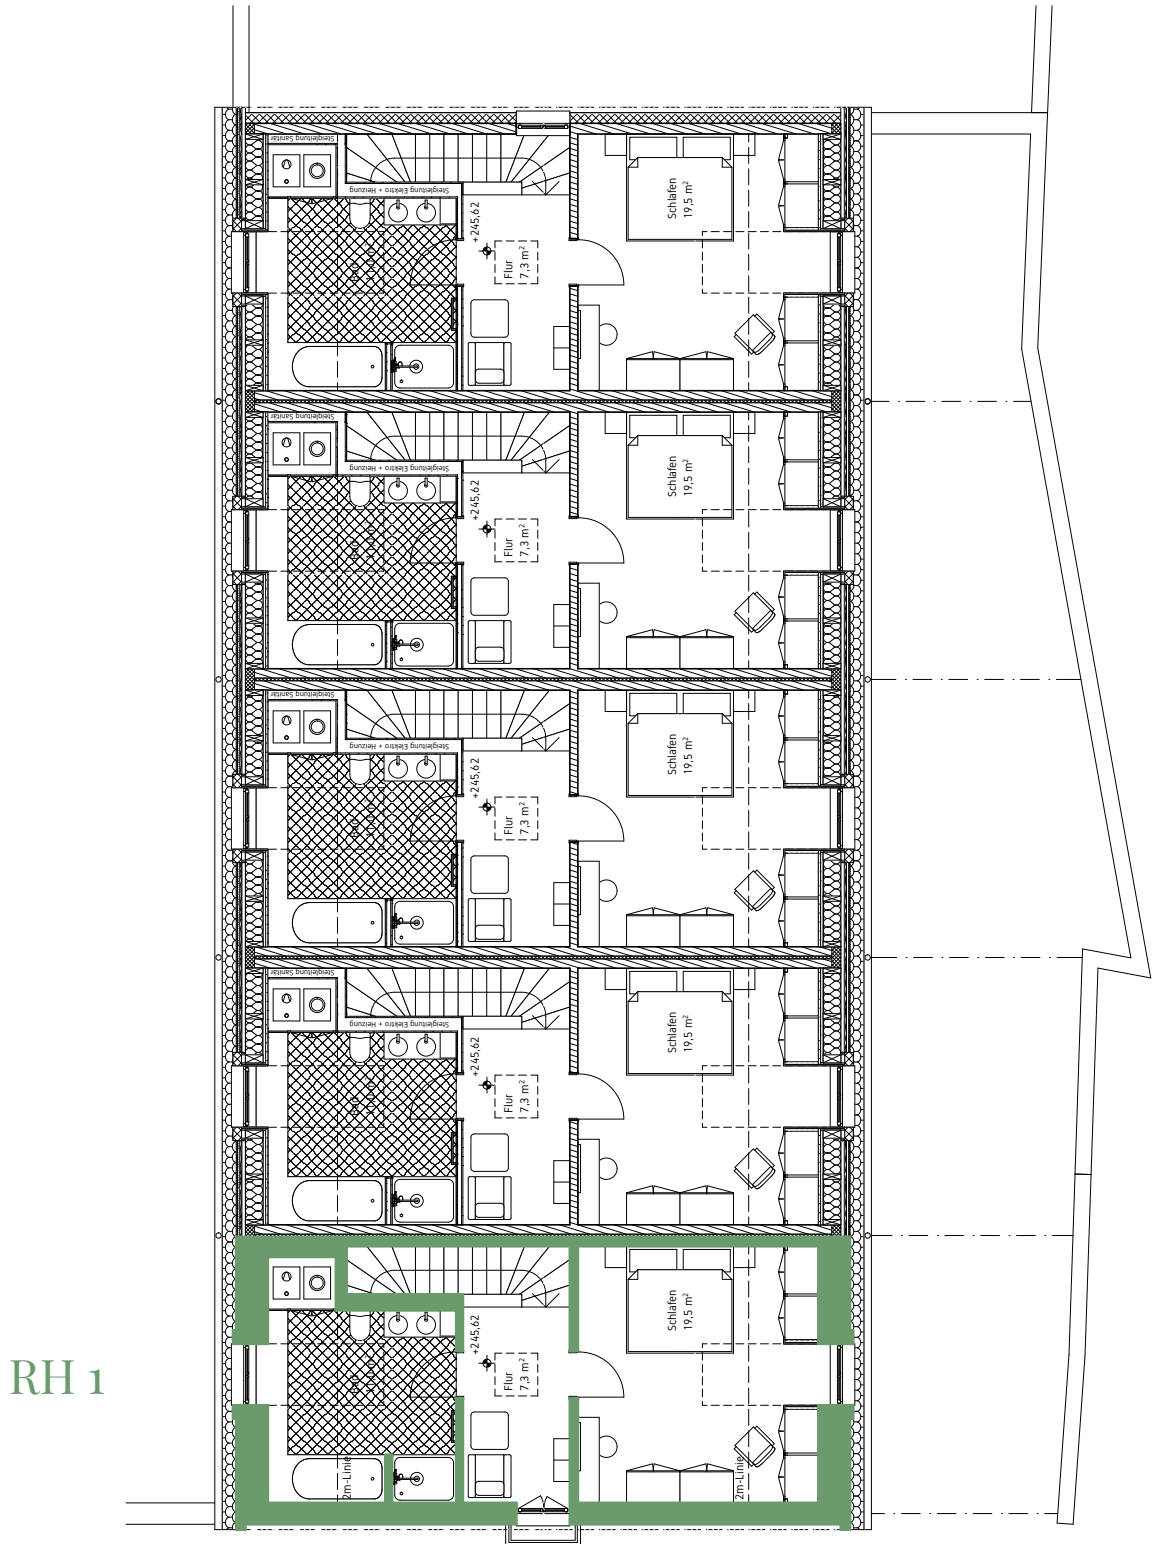 Steigleitung Sanitär
Steigleitung Elektro + Heizung
+245,62
Flur
7,3 m²
Schlafen
19,5 m²
Steigleitung Sanitär
Steigleitung Elektro + Heizung
+245,62
Flur
7,3 m²
Schlafen
19,5 m²
Steigleitung Sanitär
Steigleitung Elektro + Heizung
+245,62
Flur
7,3 m²
Schlafen
19,5 m²
Steigleitung Sanitär
Steigleitung Elektro + Heizung
+245,62
Flur
7,3 m²
Schlafen
19,5 m²
+245,62
Flur
7,3 m²
Schlafen
19,5 m²
RH 1
2m-Linie
2m-Linie